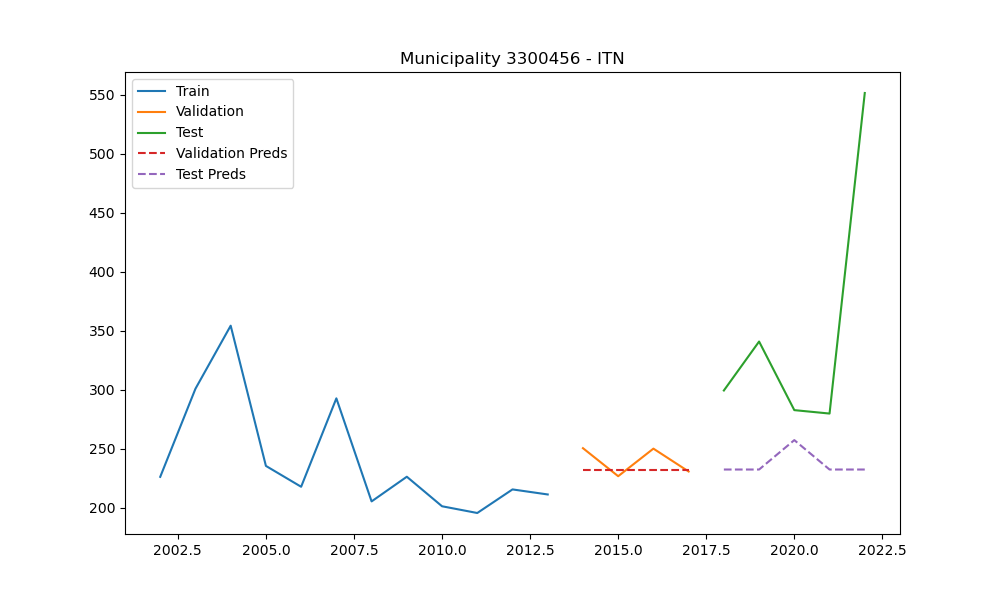 Municipality 3300456 - ITN
Train
Validation
Test
Validation Preds
Test Preds
550
500
450
400
350
300
250
200
2002.5 2005.0 2007.5 2010.0 2012.5 2015.0 2017.5 2020.0 2022.5